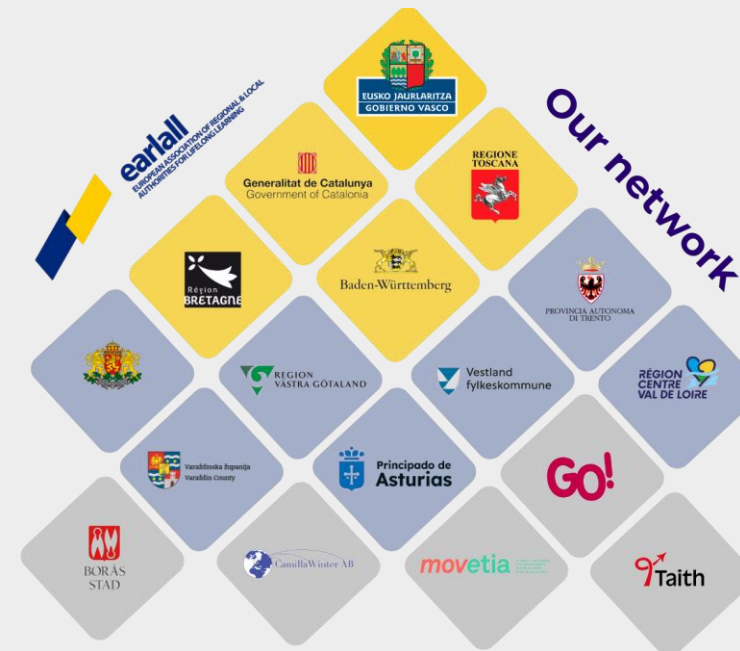 earlall
EUROPEAN ASSOCIATION OF REGIONAL & LOCAL
AUTHORITIES FOR LIFELONG LEARNING
Our network
EUSKO JAURLARITZA
GOBIERNO VASCO
Generalitat de Catalunya
Government of Catalonia
REGIONE
TOSCANA
Région
BRETAGNE
Baden-Württemberg
PROVINCIA AUTONOMA
DI TRENTO
REGION
VÄSTRA GÖTALAND
Vestland
fylkeskommune
RÉGION
CENTRE
VAL DE LOIRE
Varaždinska županija
Varaždin County
Principado de
Asturias
GO!
BORÅS
STAD
CamillaWinter AB
movetia
Taith